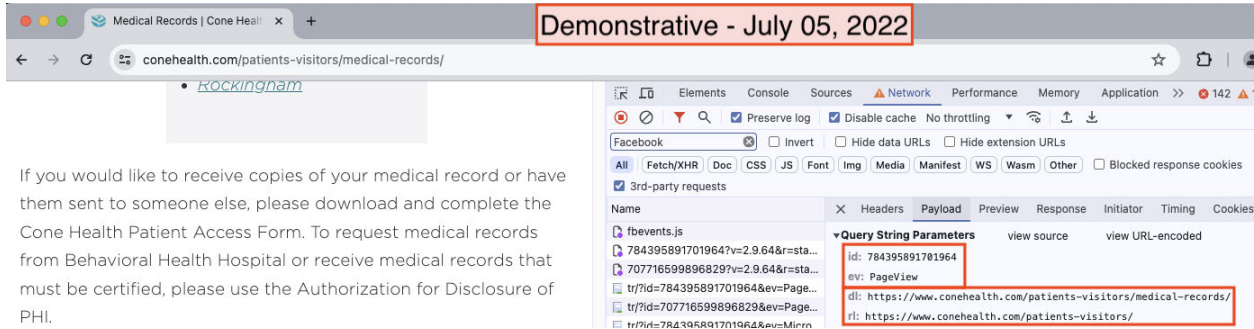 Medical Records | Cone Healt
Demonstrative - July 05, 2022
conehealth.com/patients-visitors/medical-records/
Rockingham
If you would like to receive copies of your medical record or have
them sent to someone else, please download and complete the
Cone Health Patient Access Form. To request medical records
from Behavioral Health Hospital or receive medical records that
must be certified, please use the Authorization for Disclosure of
PHI.
Elements Console Sources Network Performance Memory Application 142
Preserve log Disable cache No throttling
Facebook Invert Hide data URLs Hide extension URLs
All Fetch/XHR Doc CSS JS Font Img Media Manifest WS Wasm Other Blocked response cookies
3rd-party requests
Name Headers Payload Preview Response Initiator Timing Cookies
fbevents.js
784395891701964?v=2.9.64&r=sta...
707716599896829?v=2.9.64&r=sta...
tr/?id=784395891701964&ev=Page...
tr/?id=707716599896829&ev=Page...
tr/?id=784395891701964&ev=Micro
Query String Parameters view source view URL-encoded
id: 784395891701964
ev: PageView
dl: https://www.conehealth.com/patients-visitors/medical-records/
rl: https://www.conehealth.com/patients-visitors/